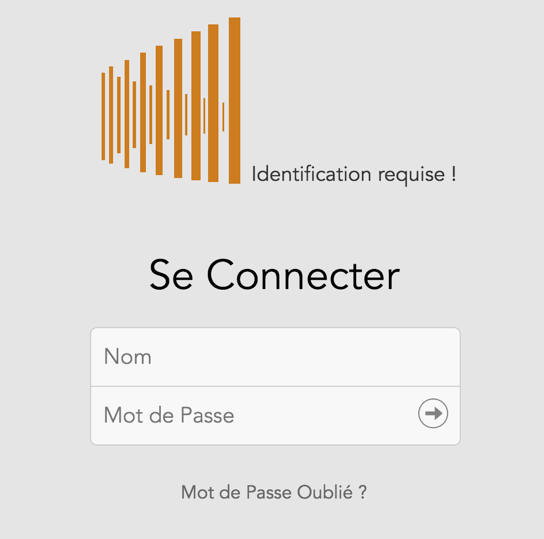 Identification requise !
Se Connecter
Nom
Mot de Passe
Mot de Passe Oublié ?